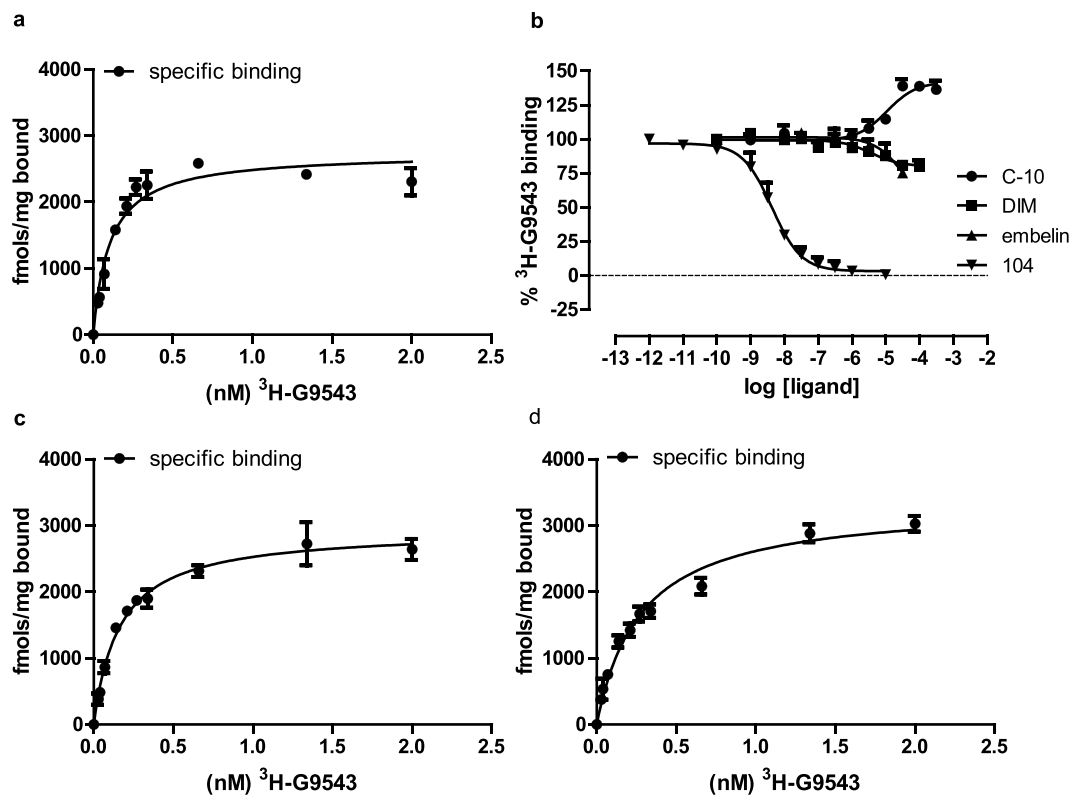 a
specific binding
4000
3000
2000
1000
0
fmols/mg bound
0.0 0.5 1.0 1.5 2.0 2.5
(nM) ³H-G9543
b
150
125
100
75
50
25
0
-25
% ³H-G9543 binding
C-10
DIM
embelin
104
-13 -12 -11 -10 -9 -8 -7 -6 -5 -4 -3 -2
log [ligand]
c
specific binding
4000
3000
2000
1000
0
fmols/mg bound
0.0 0.5 1.0 1.5 2.0 2.5
(nM) ³H-G9543
d
specific binding
4000
3000
2000
1000
0
fmols/mg bound
0.0 0.5 1.0 1.5 2.0 2.5
(nM) ³H-G9543